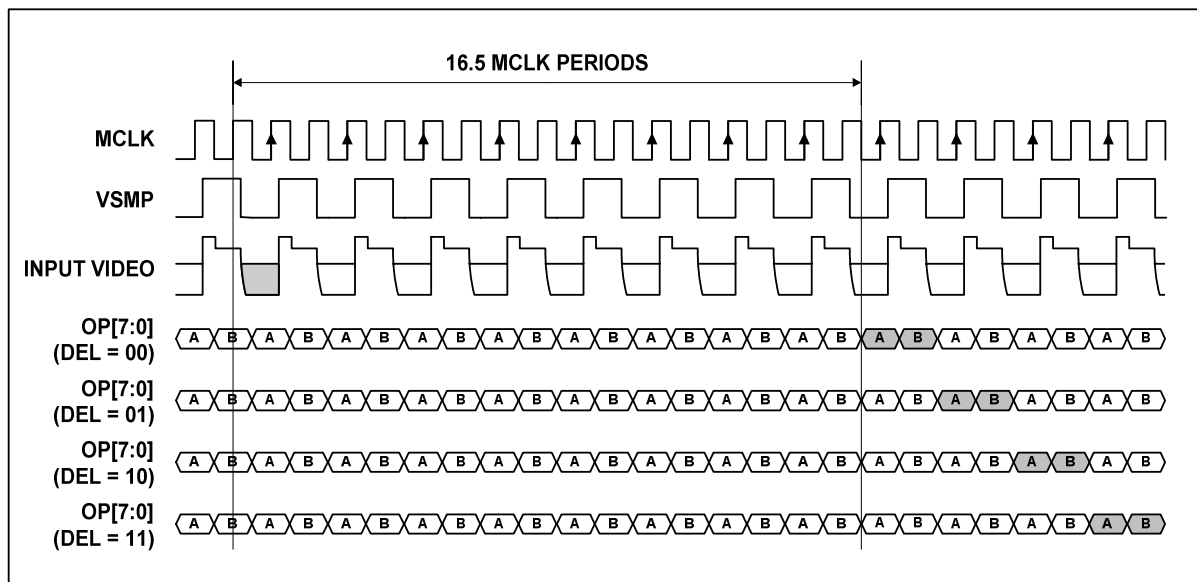 16.5 MCLK PERIODS
MCLK
VSMP
INPUT VIDEO
OP[7:0]
(DEL = 00)
A B A B A B A B A B A B A B A B A B A B A B A B A B
OP[7:0]
(DEL = 01)
A B A B A B A B A B A B A B A B A B A B A B A B A B
OP[7:0]
(DEL = 10)
A B A B A B A B A B A B A B A B A B A B A B A B A B
OP[7:0]
(DEL = 11)
A B A B A B A B A B A B A B A B A B A B A B A B A B